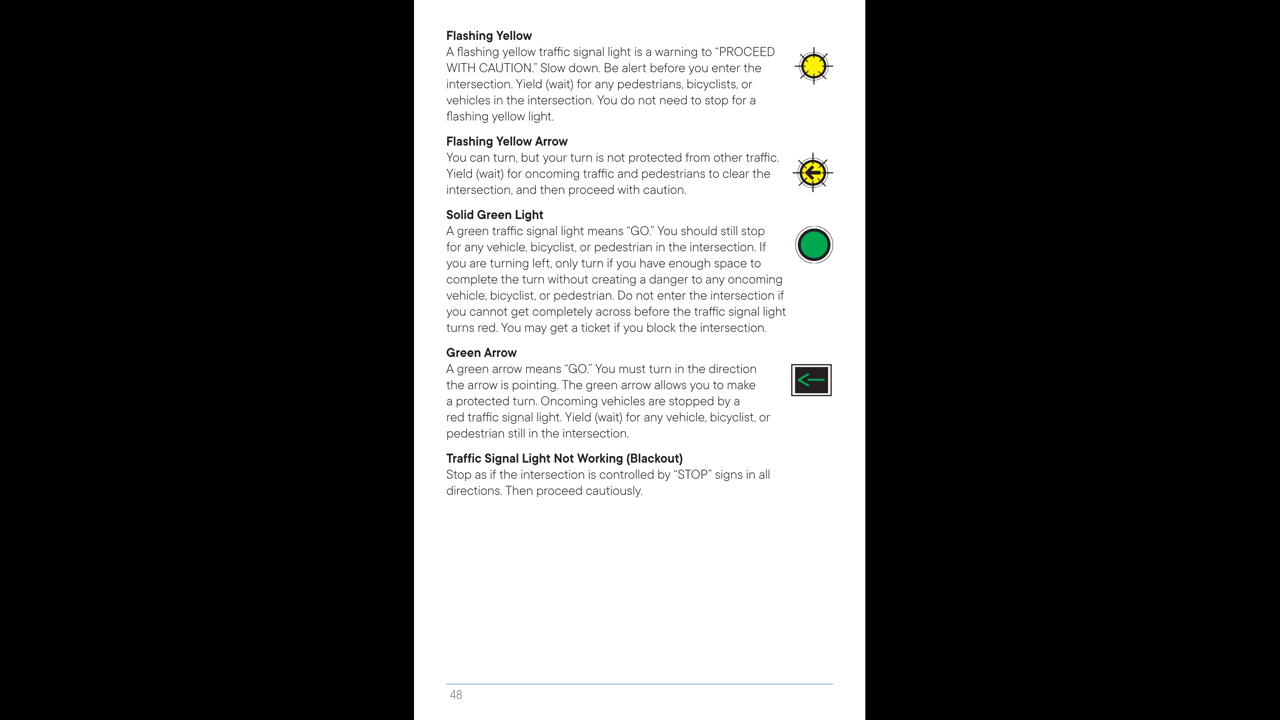 Flashing Yellow
A flashing yellow traffic signal light is a warning to “PROCEED
WITH CAUTION.” Slow down. Be alert before you enter the
intersection. Yield (wait) for any pedestrians, bicyclists, or
vehicles in the intersection. You do not need to stop for a
flashing yellow light.
Flashing Yellow Arrow
You can turn, but your turn is not protected from other traffic.
Yield (wait) for oncoming traffic and pedestrians to clear the
intersection, and then proceed with caution.
Solid Green Light
A green traffic signal light means “GO.” You should still stop
for any vehicle, bicyclist, or pedestrian in the intersection. If
you are turning left, only turn if you have enough space to
complete the turn without creating a danger to any oncoming
vehicle, bicyclist, or pedestrian. Do not enter the intersection if
you cannot get completely across before the traffic signal light
turns red. You may get a ticket if you block the intersection.
Green Arrow
A green arrow means “GO.” You must turn in the direction
the arrow is pointing. The green arrow allows you to make
a protected turn. Oncoming vehicles are stopped by a
red traffic signal light. Yield (wait) for any vehicle, bicyclist, or
pedestrian still in the intersection.
Traffic Signal Light Not Working (Blackout)
Stop as if the intersection is controlled by “STOP” signs in all
directions. Then proceed cautiously.
48